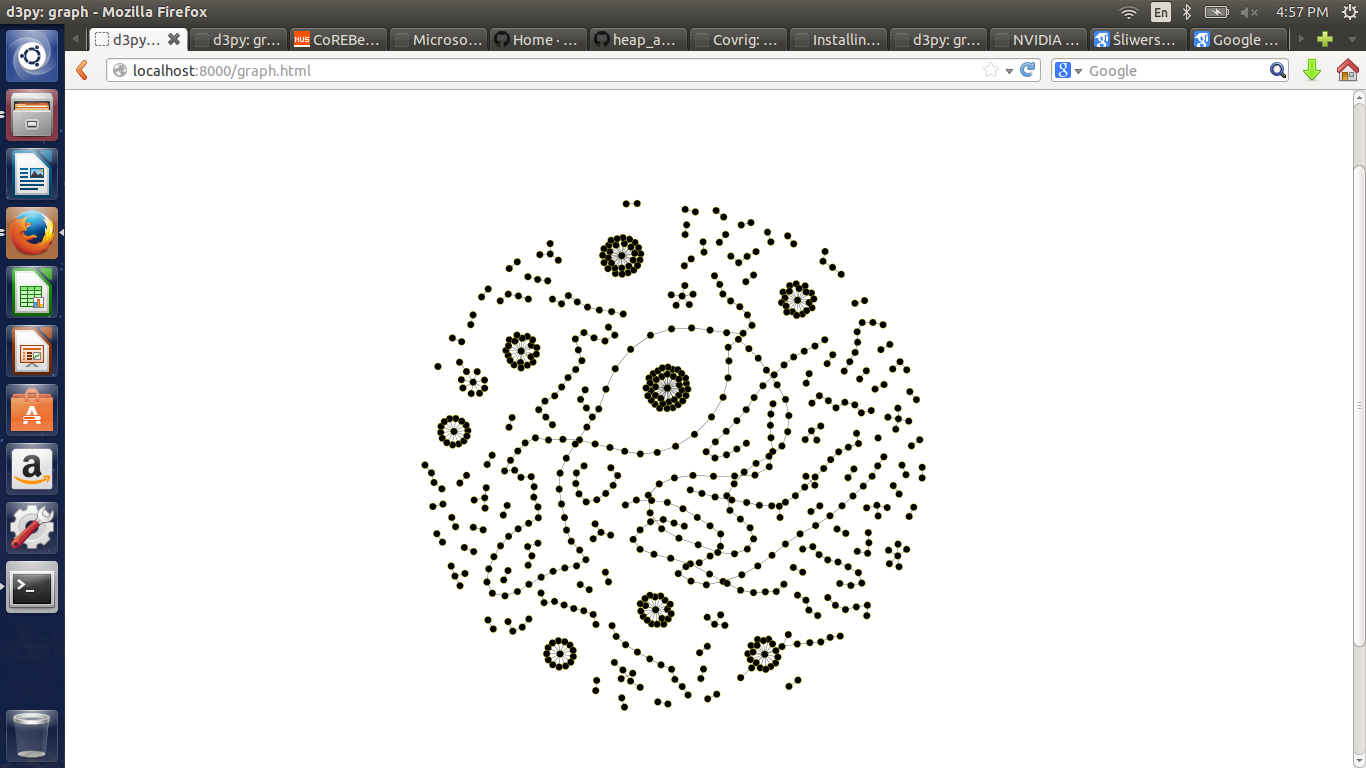 d3py: graph - Mozilla Firefox
En
4:57 PM
d3py...
d3py: gr...
NUS
CoREBe...
Microso...
Home · ...
heap_a...
Covrig: ...
Installin...
d3py: gr...
NVIDIA ...
Śliwers...
Google ...
localhost:8000/graph.html
Google